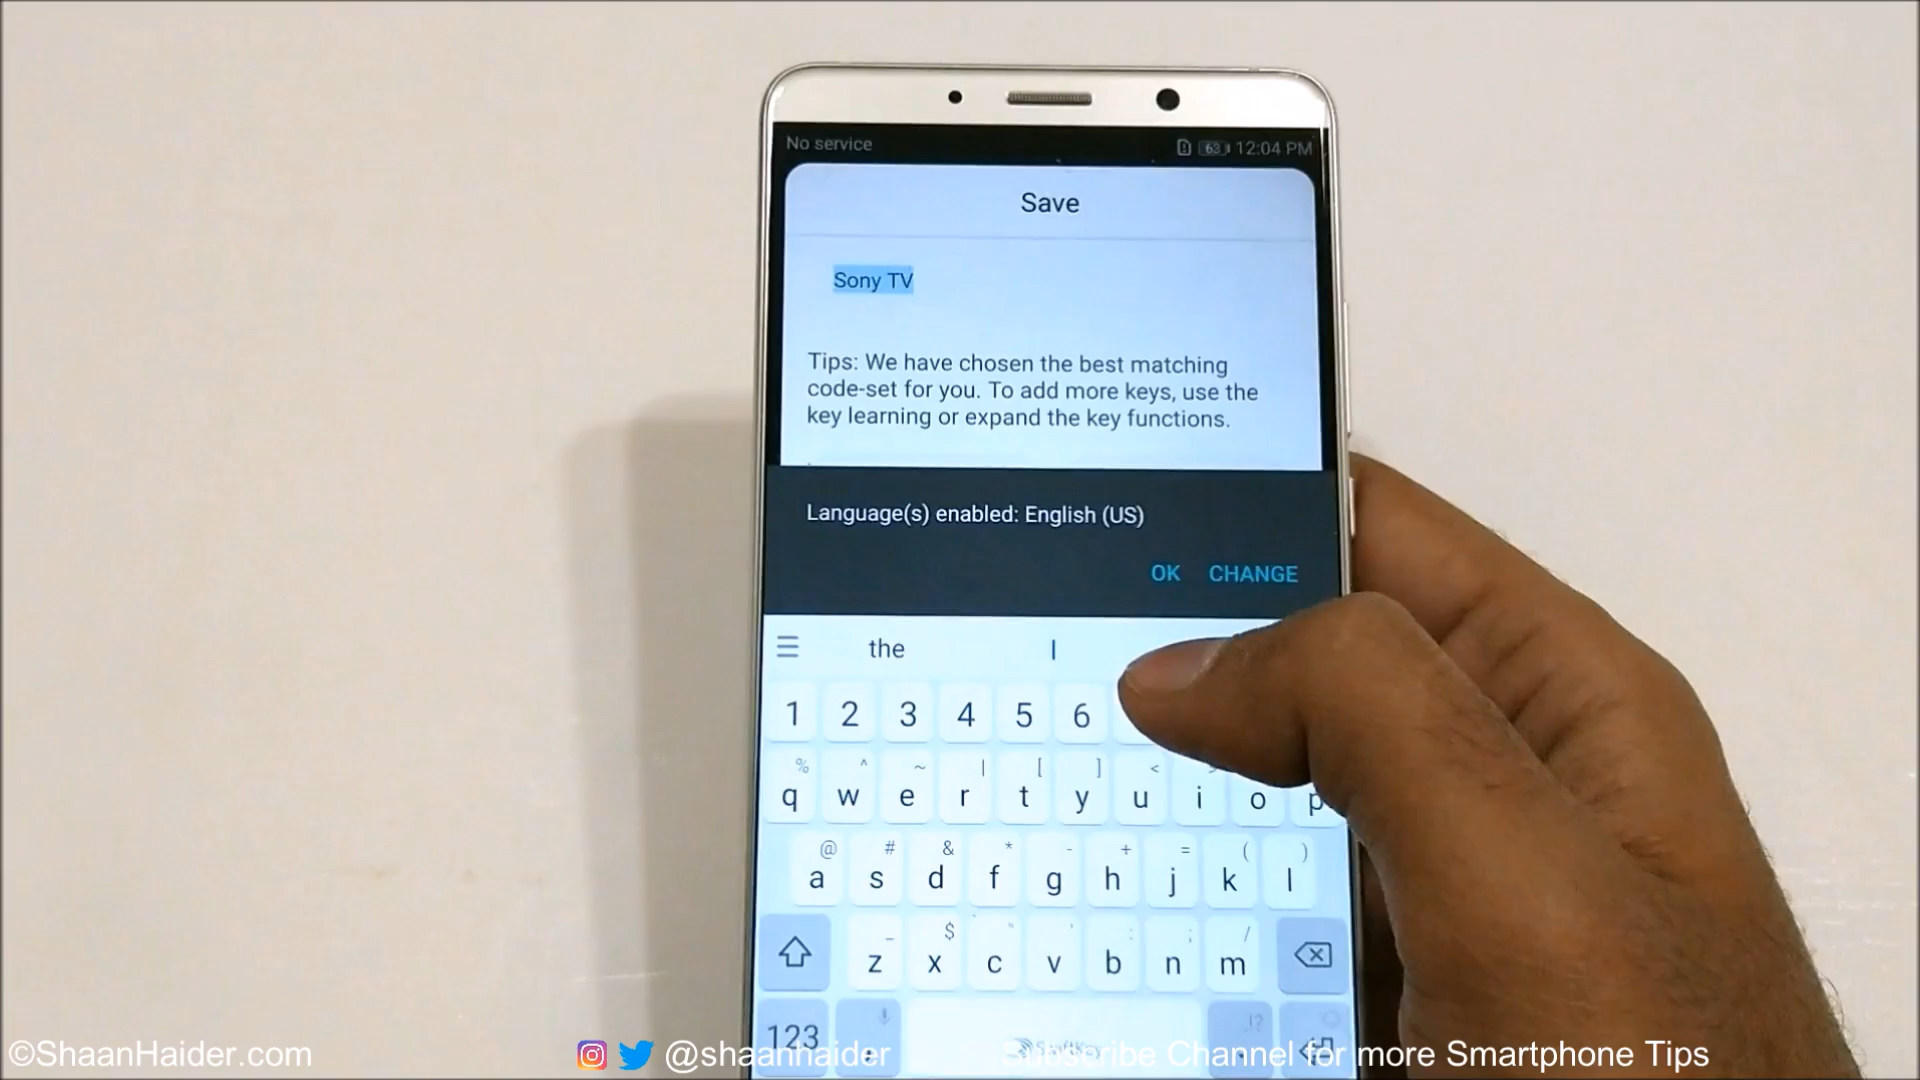 No service
63 12:04 PM
Save
Sony TV
Tips: We have chosen the best matching
code-set for you. To add more keys, use the
key learning or expand the key functions.
Language(s) enabled: English (US)
OK CHANGE
the I
1 2 3 4 5 6
% ^ ~ | [ ] <
q w e r t y u i o p
@ # & * - + = ( )
a s d f g h j k l
_ $ " ' : ; /
z x c v b n m
123 , SwiftKey !?
©ShaanHaider.com @shaanhaider Subscribe Channel for more Smartphone Tips